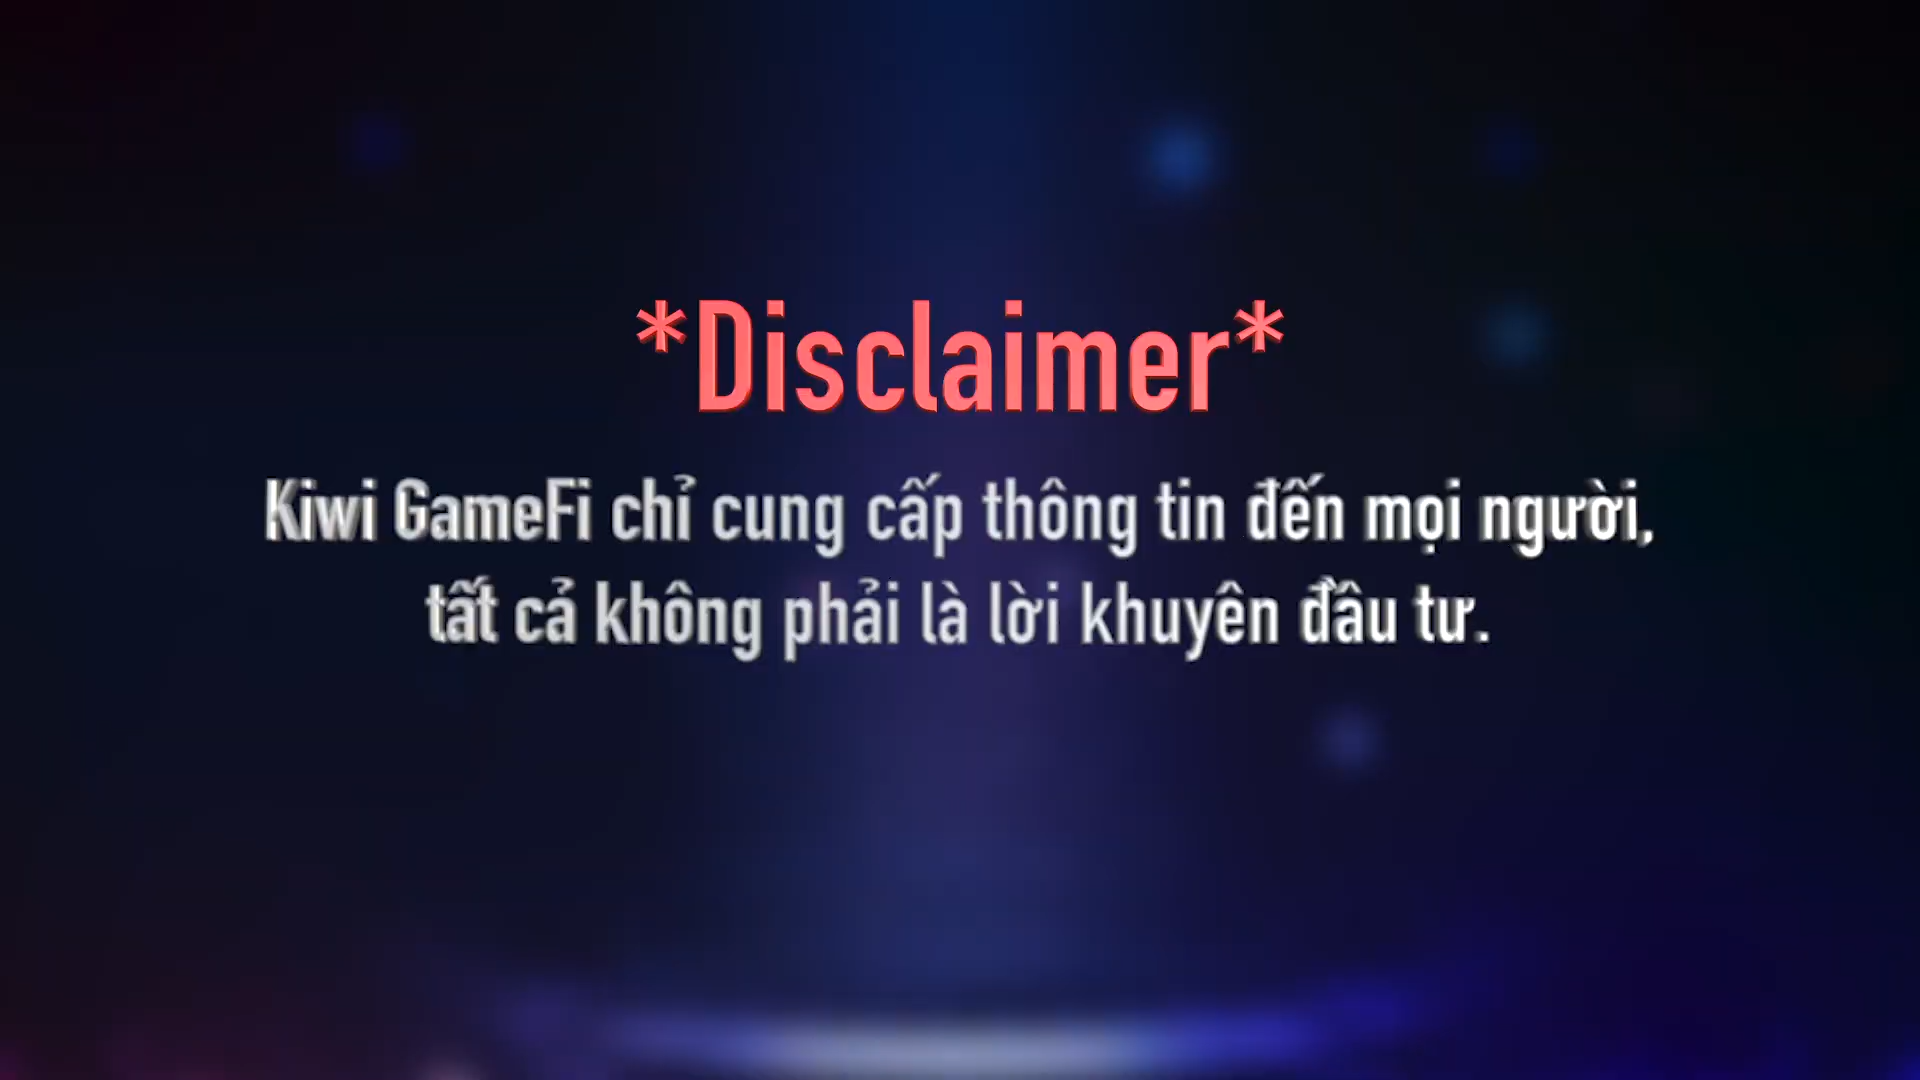 *Disclaimer*
Kiwi GameFi chỉ cung cấp thông tin đến mọi người,
tất cả không phải là lời khuyên đầu tư.